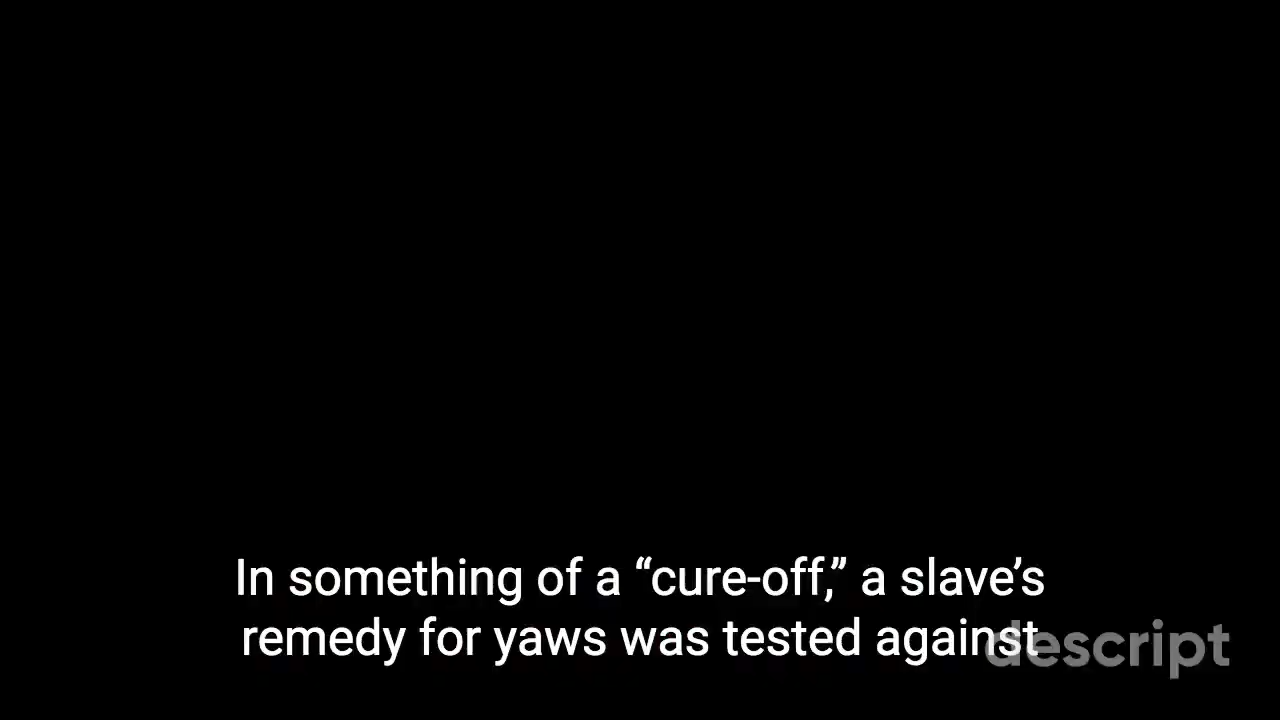 In something of a “cure-off,” a slave’s
remedy for yaws was tested against
descript